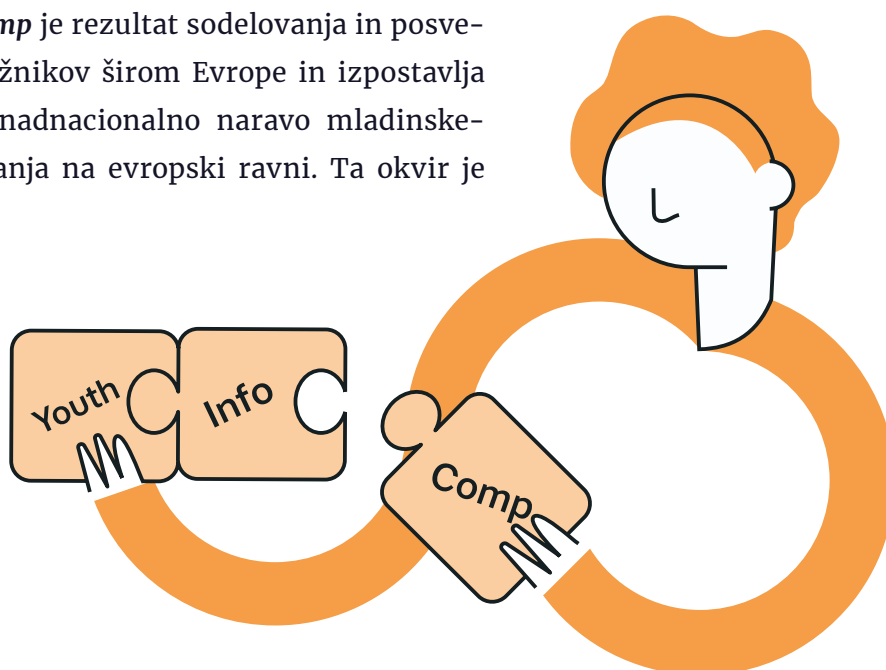 mp je rezultat sodelovanja in posve-
žnikov širom Evrope in izpostavlja
nadnacionalno naravo mladinske-
anja na evropski ravni. Ta okvir je
Youth
Info
Comp